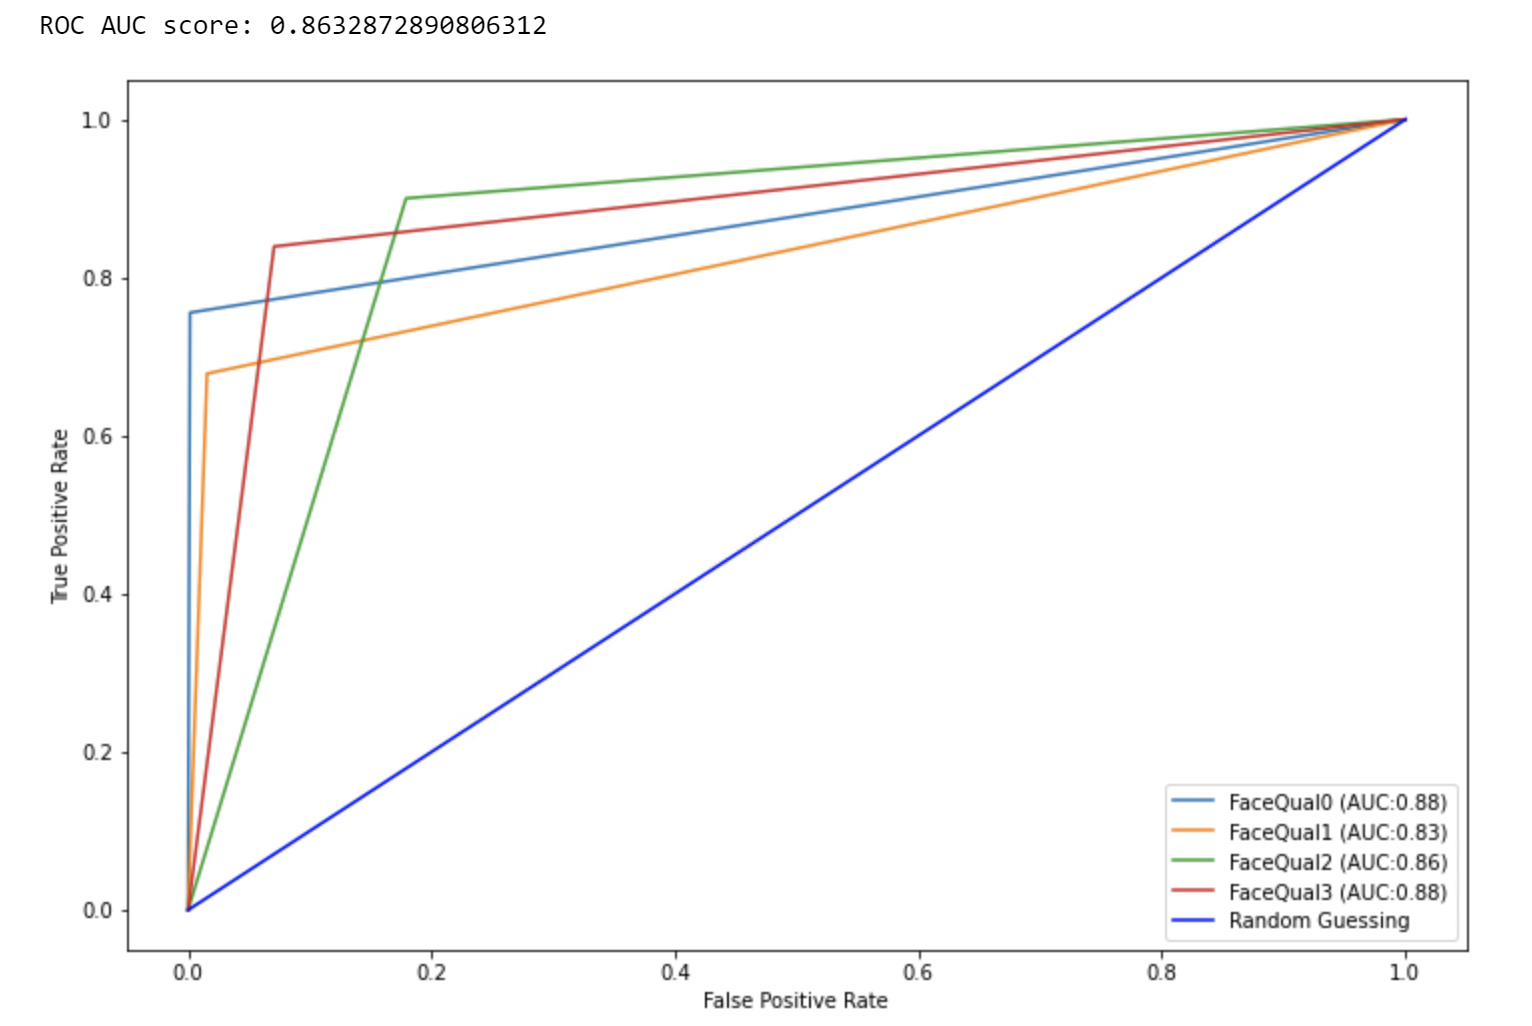 ROC AUC score: 0.8632872890806312
1.0
0.8
0.6
0.4
0.2
0.0
True Positive Rate
FaceQual0 (AUC:0.88)
FaceQual1 (AUC:0.83)
FaceQual2 (AUC:0.86)
FaceQual3 (AUC:0.88)
Random Guessing
0.0 0.2 0.4 0.6 0.8 1.0
False Positive Rate